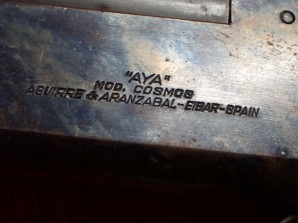 "AYA"
MOD. COSMOS
AGUIRRE & ARANZABAL-EIBAR-SPAIN